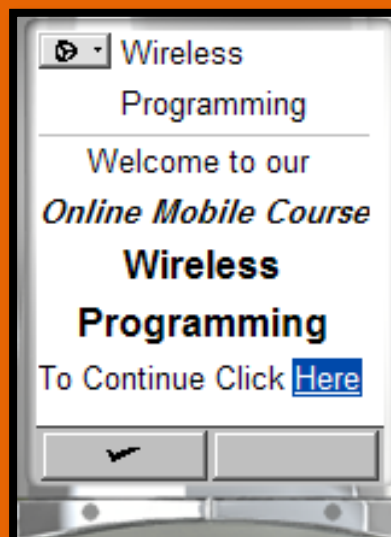 Wireless
Programming
Welcome to our
Online Mobile Course
Wireless
Programming
To Continue Click Here